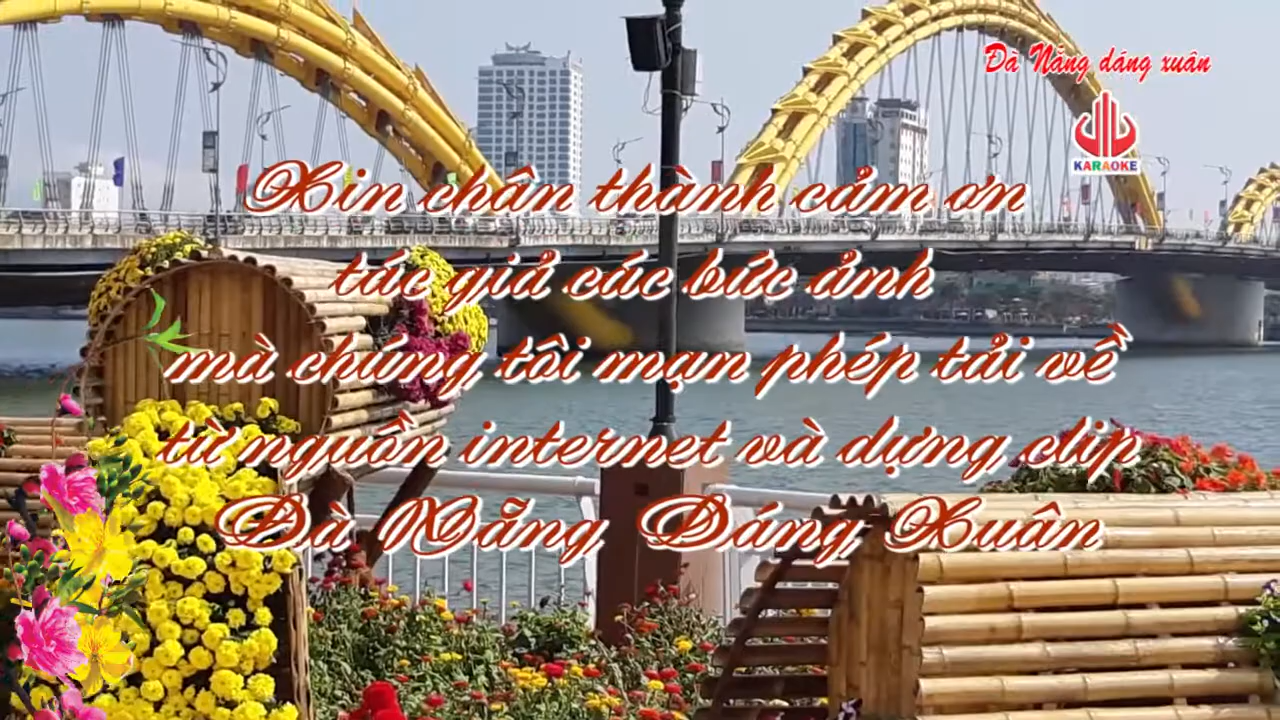 Đà Nẵng dáng xuân
KARAOKE
Xin chân thành cảm ơn
tác giả các bức ảnh
mà chúng tôi mạn phép tải về
từ nguồn internet và dựng clip
Đà Nẵng Dáng Xuân